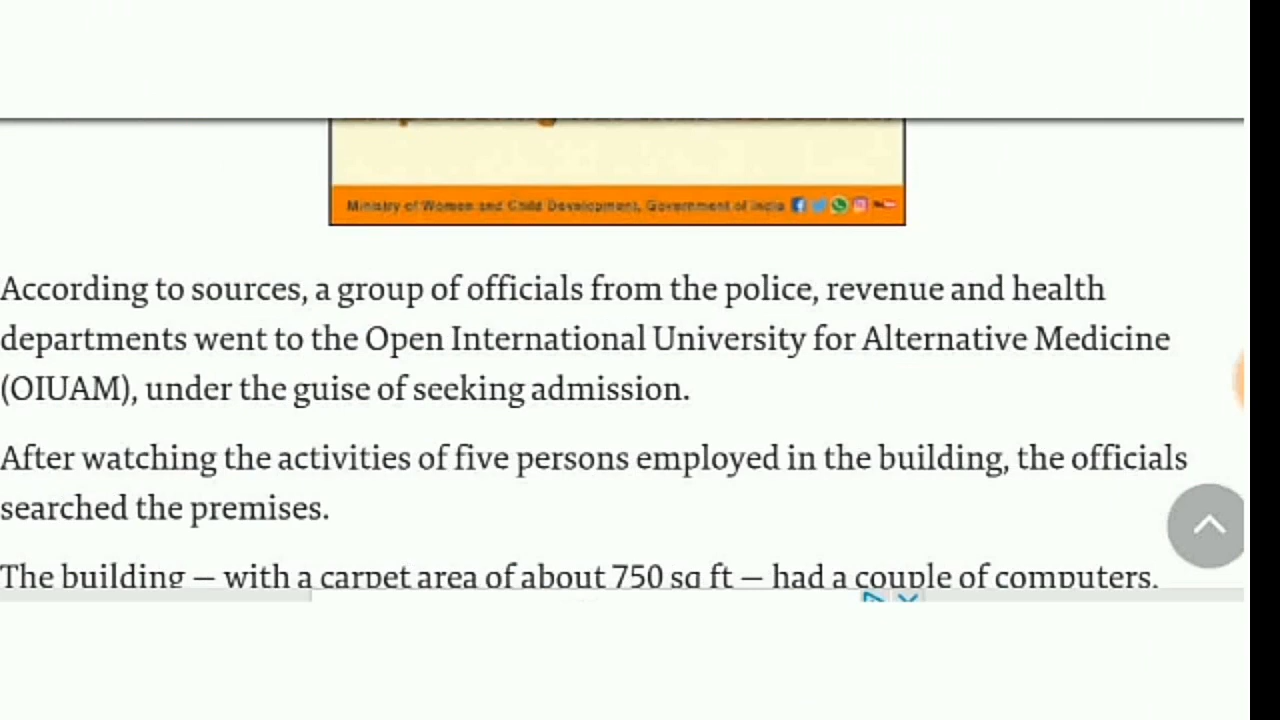 Ministry of Women and Child Development, Government of India
According to sources, a group of officials from the police, revenue and health
departments went to the Open International University for Alternative Medicine
(OIUAM), under the guise of seeking admission.
After watching the activities of five persons employed in the building, the officials
searched the premises.
The building — with a carpet area of about 750 sq ft — had a couple of computers,